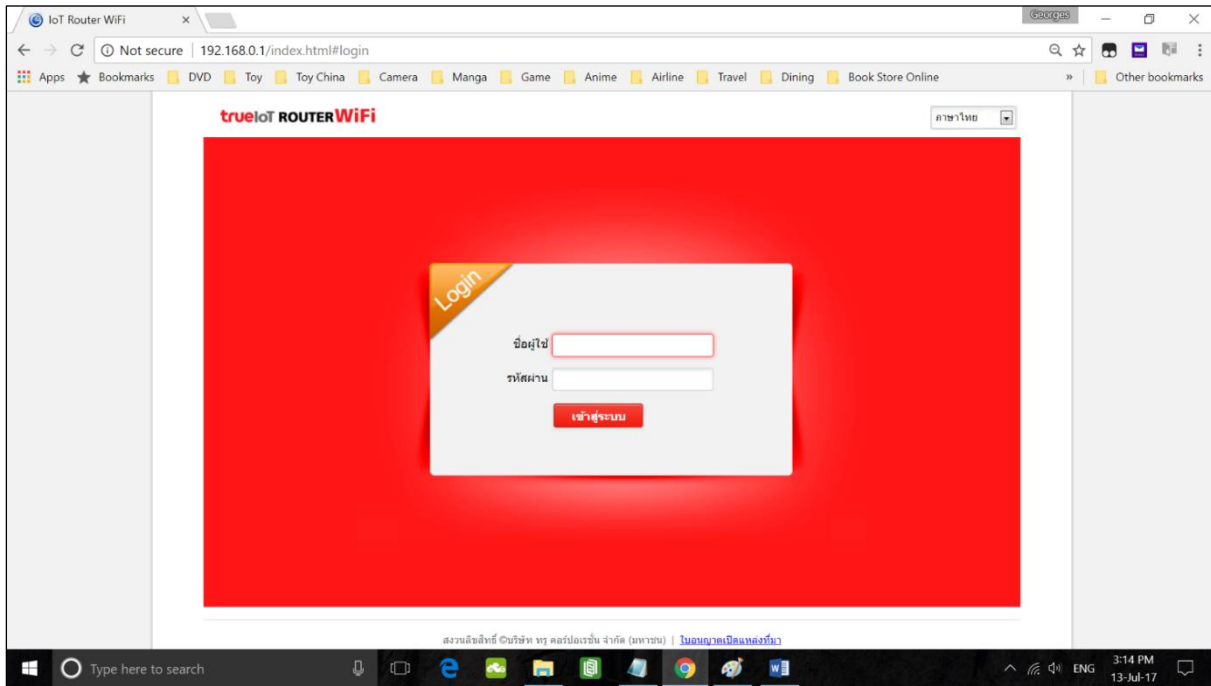 IoT Router WiFi
Georges
Not secure | 192.168.0.1/index.html#login
Apps Bookmarks DVD Toy Toy China Camera Manga Game Anime Airline Travel Dining Book Store Online » Other bookmarks
trueIoT ROUTER WiFi
ภาษาไทย
Login
ชื่อผู้ใช้
รหัสผ่าน
เข้าสู่ระบบ
สงวนลิขสิทธิ์ ©บริษัท ทรู คอร์ปอเรชั่น จำกัด (มหาชน) | ใบอนุญาตเปิดแหล่งที่มา
Type here to search
ENG
3:14 PM
13-Jul-17